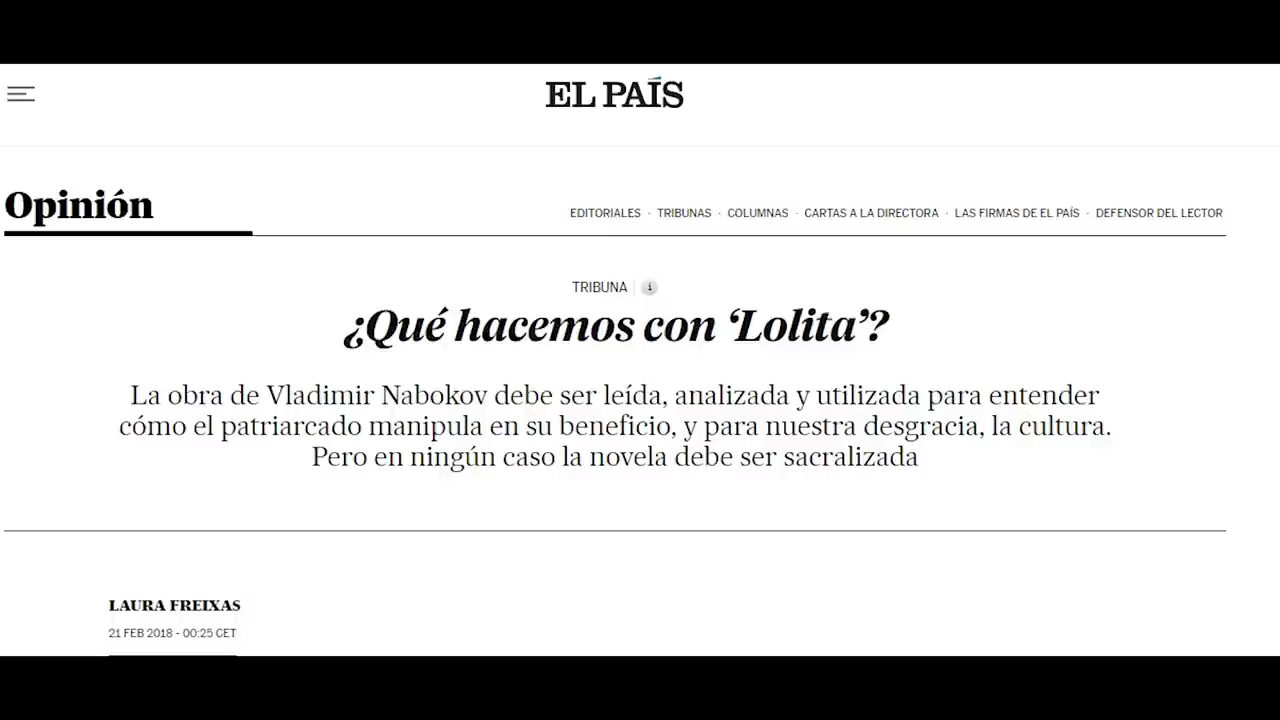 EL PAÍS
Opinión
EDITORIALES · TRIBUNAS · COLUMNAS · CARTAS A LA DIRECTORA · LAS FIRMAS DE EL PAÍS · DEFENSOR DEL LECTOR
TRIBUNA i
¿Qué hacemos con ‘Lolita’?
La obra de Vladimir Nabokov debe ser leída, analizada y utilizada para entender
cómo el patriarcado manipula en su beneficio, y para nuestra desgracia, la cultura.
Pero en ningún caso la novela debe ser sacralizada
LAURA FREIXAS
21 FEB 2018 - 00:25 CET